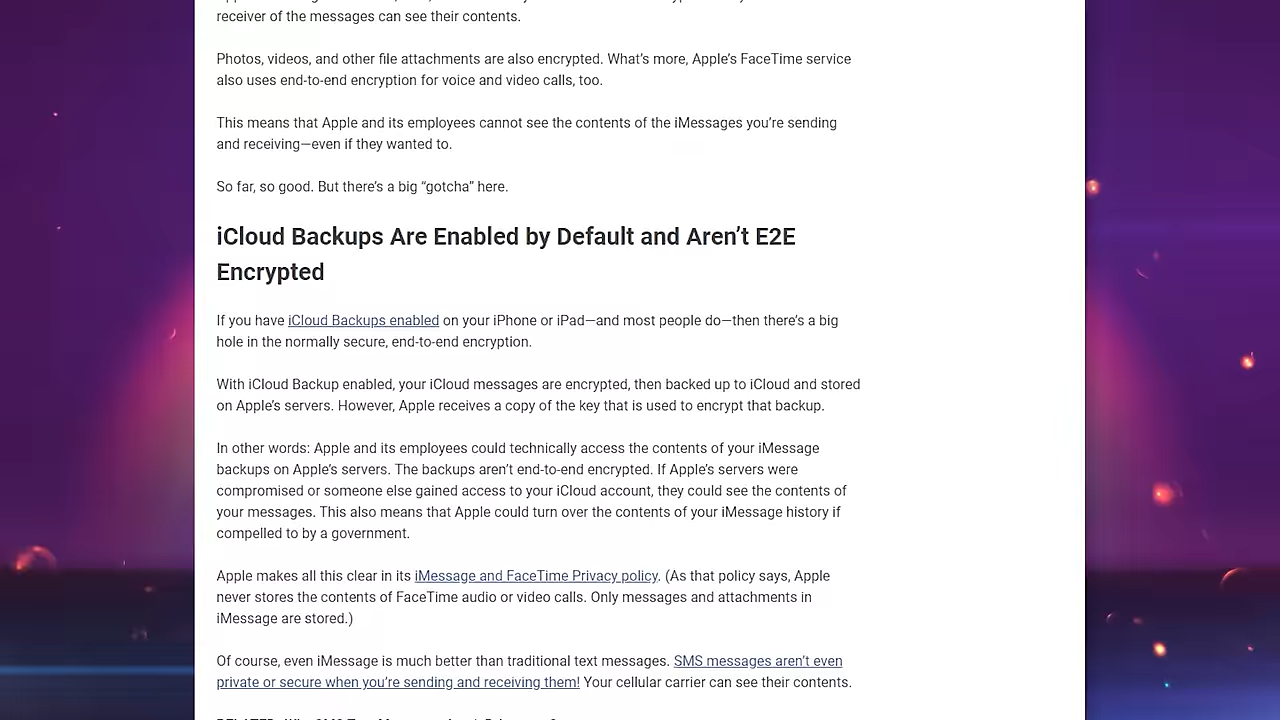 receiver of the messages can see their contents.
Photos, videos, and other file attachments are also encrypted. What’s more, Apple’s FaceTime service
also uses end-to-end encryption for voice and video calls, too.
This means that Apple and its employees cannot see the contents of the iMessages you’re sending
and receiving—even if they wanted to.
So far, so good. But there’s a big “gotcha” here.
iCloud Backups Are Enabled by Default and Aren’t E2E
Encrypted
If you have iCloud Backups enabled on your iPhone or iPad—and most people do—then there’s a big
hole in the normally secure, end-to-end encryption.
With iCloud Backup enabled, your iCloud messages are encrypted, then backed up to iCloud and stored
on Apple’s servers. However, Apple receives a copy of the key that is used to encrypt that backup.
In other words: Apple and its employees could technically access the contents of your iMessage
backups on Apple’s servers. The backups aren’t end-to-end encrypted. If Apple’s servers were
compromised or someone else gained access to your iCloud account, they could see the contents of
your messages. This also means that Apple could turn over the contents of your iMessage history if
compelled to by a government.
Apple makes all this clear in its iMessage and FaceTime Privacy policy. (As that policy says, Apple
never stores the contents of FaceTime audio or video calls. Only messages and attachments in
iMessage are stored.)
Of course, even iMessage is much better than traditional text messages. SMS messages aren’t even
private or secure when you’re sending and receiving them! Your cellular carrier can see their contents.